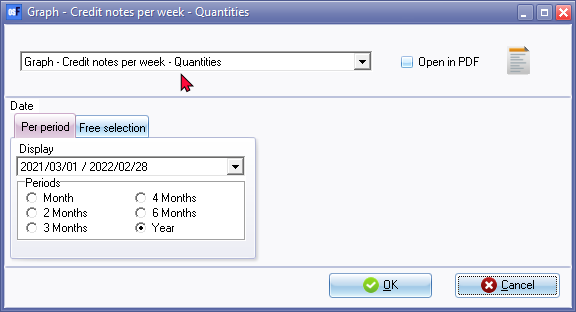 Graph - Credit notes per week - Quantities
Graph - Credit notes per week - Quantities
Open in PDF
Date
Per period Free selection
Display
2021/03/01 / 2022/02/28
Periods
Month 4 Months
2 Months 6 Months
3 Months Year
OK Cancel